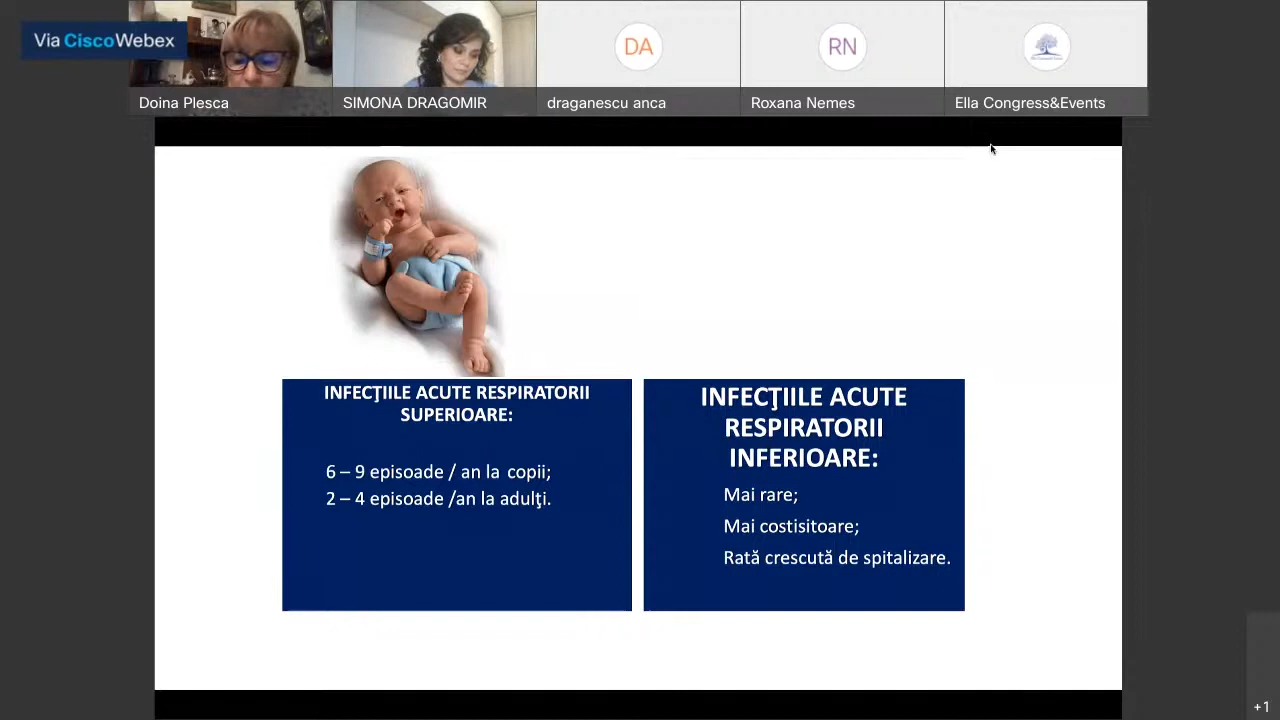 Via Cisco Webex
Doina Plesca
SIMONA DRAGOMIR
DA
draganescu anca
RN
Roxana Nemes
Ella Congress&Events
INFECŢIILE ACUTE RESPIRATORII
SUPERIOARE:
6 – 9 episoade / an la copii;
2 – 4 episoade /an la adulţi.
INFECŢIILE ACUTE
RESPIRATORII
INFERIOARE:
Mai rare;
Mai costisitoare;
Rată crescută de spitalizare.
+1